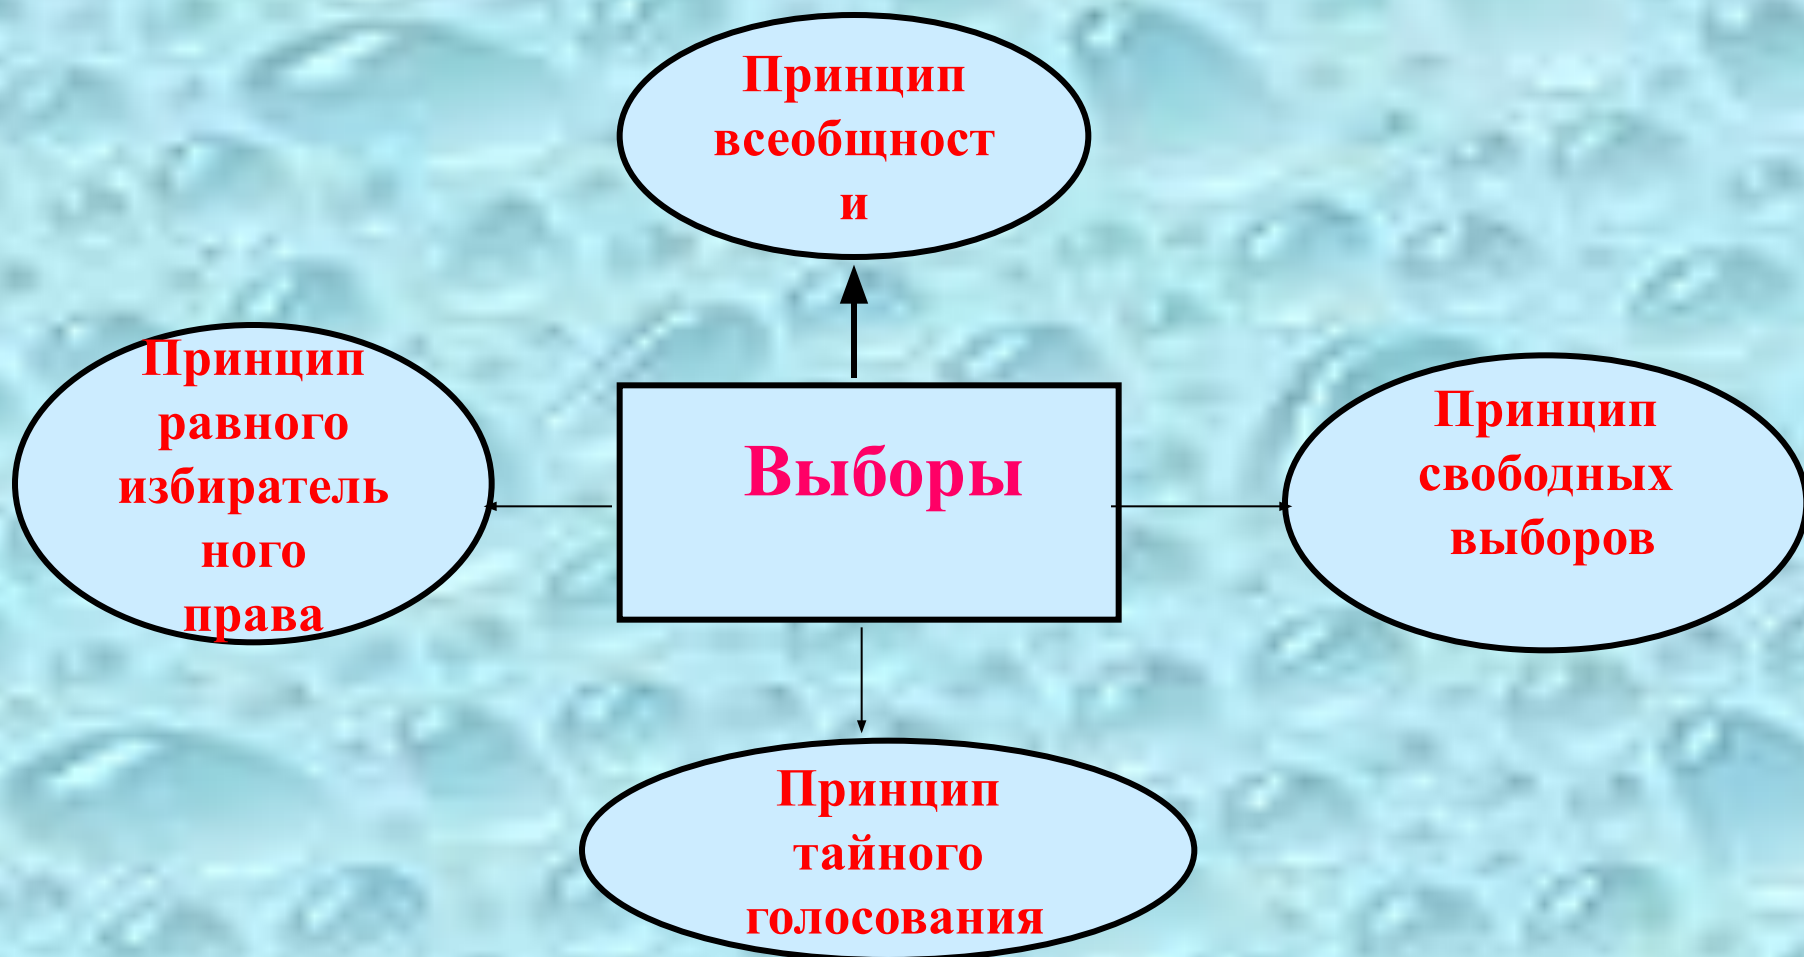 Принцип
всеобщност
и
Принцип
равного
избиратель
ного
права
Выборы
Принцип
свободных
выборов
Принцип
тайного
голосования